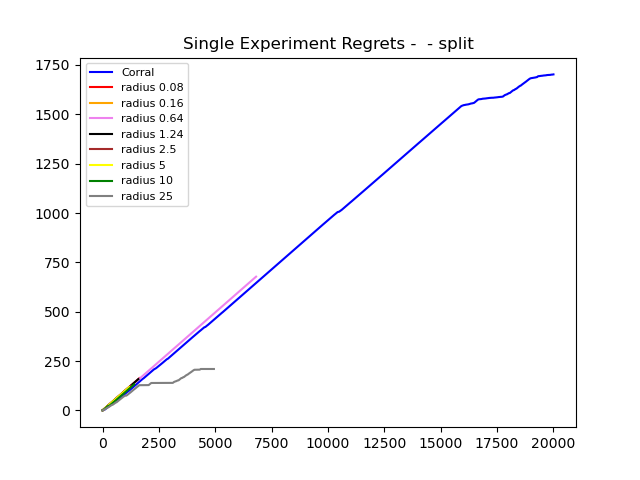 Single Experiment Regrets -  - split
1750
1500
1250
1000
750
500
250
0
Corral
radius 0.08
radius 0.16
radius 0.64
radius 1.24
radius 2.5
radius 5
radius 10
radius 25
0 2500 5000 7500 10000 12500 15000 17500 20000